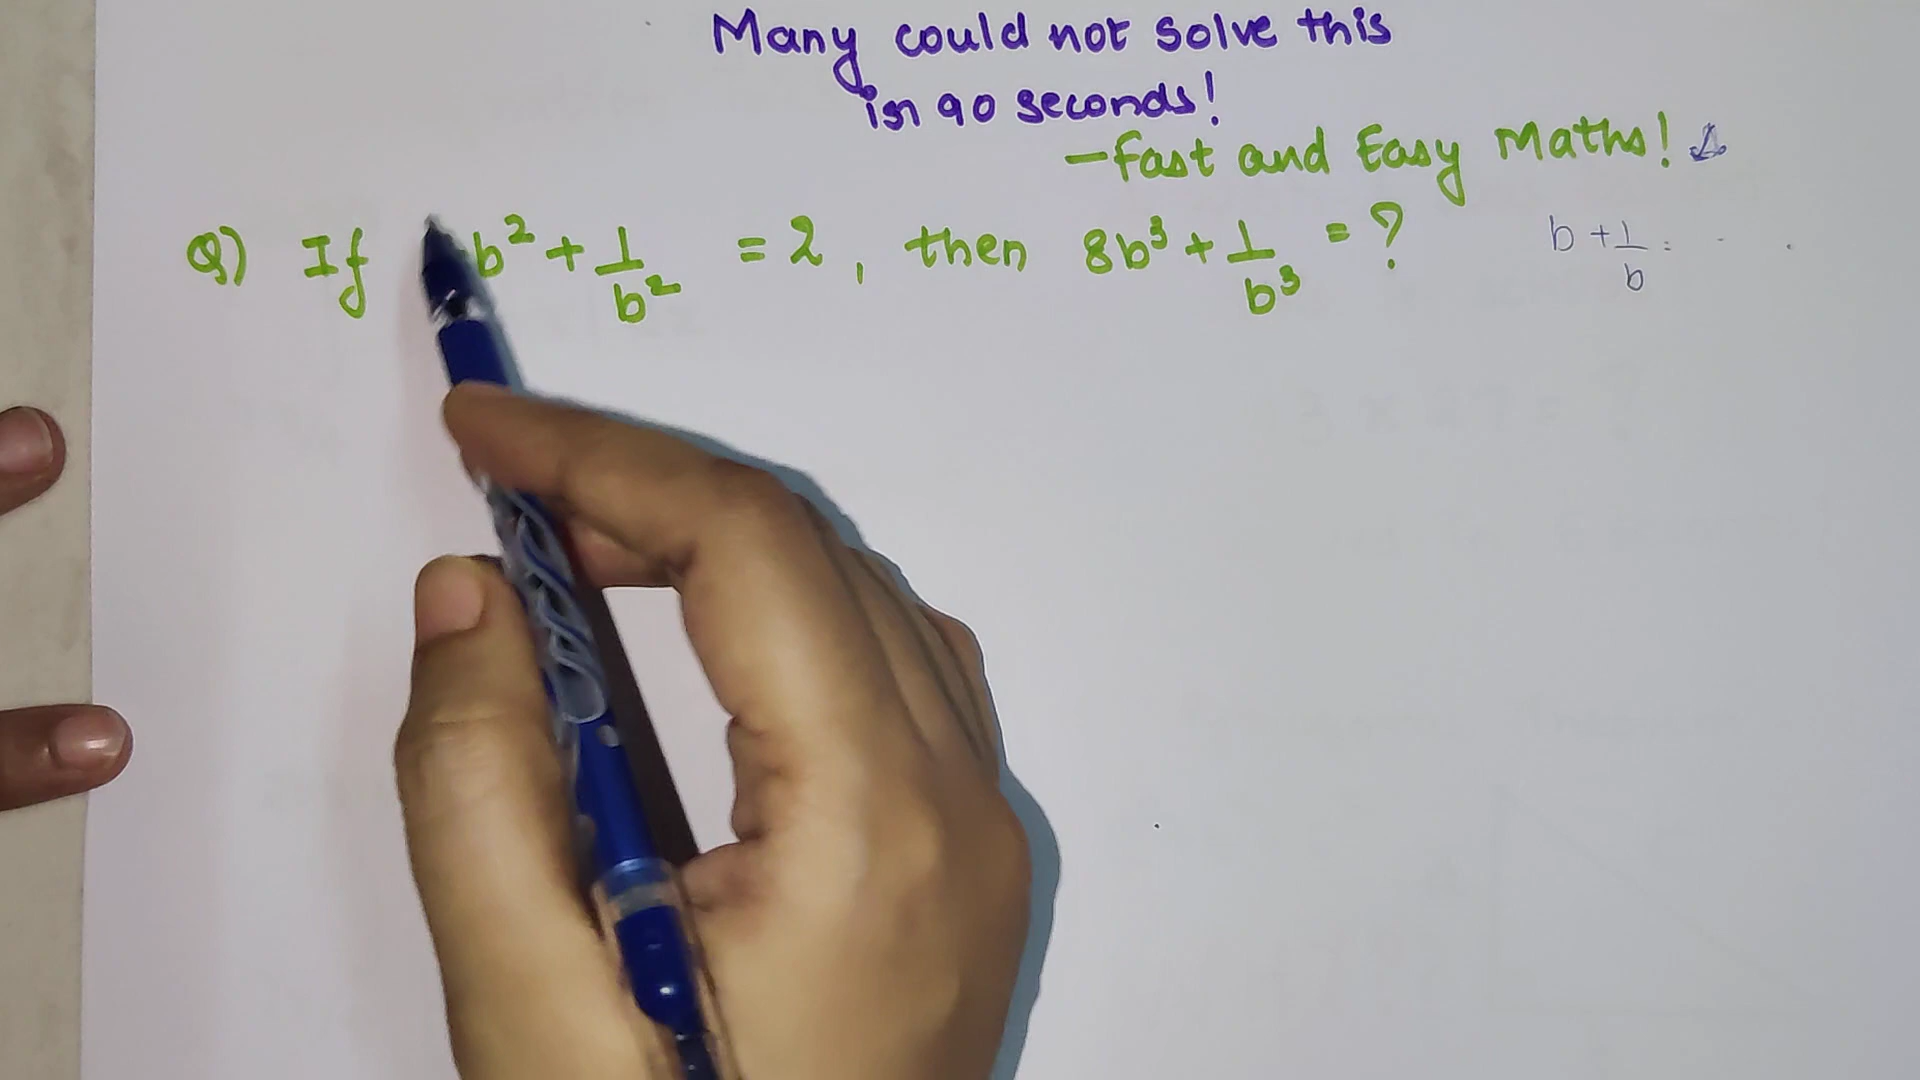 Many could not solve this
in 90 seconds!
- Fast and Easy Maths!
Q) If b² + 1/b² = 2, then 8b³ + 1/b³ = ?
b + 1/b =